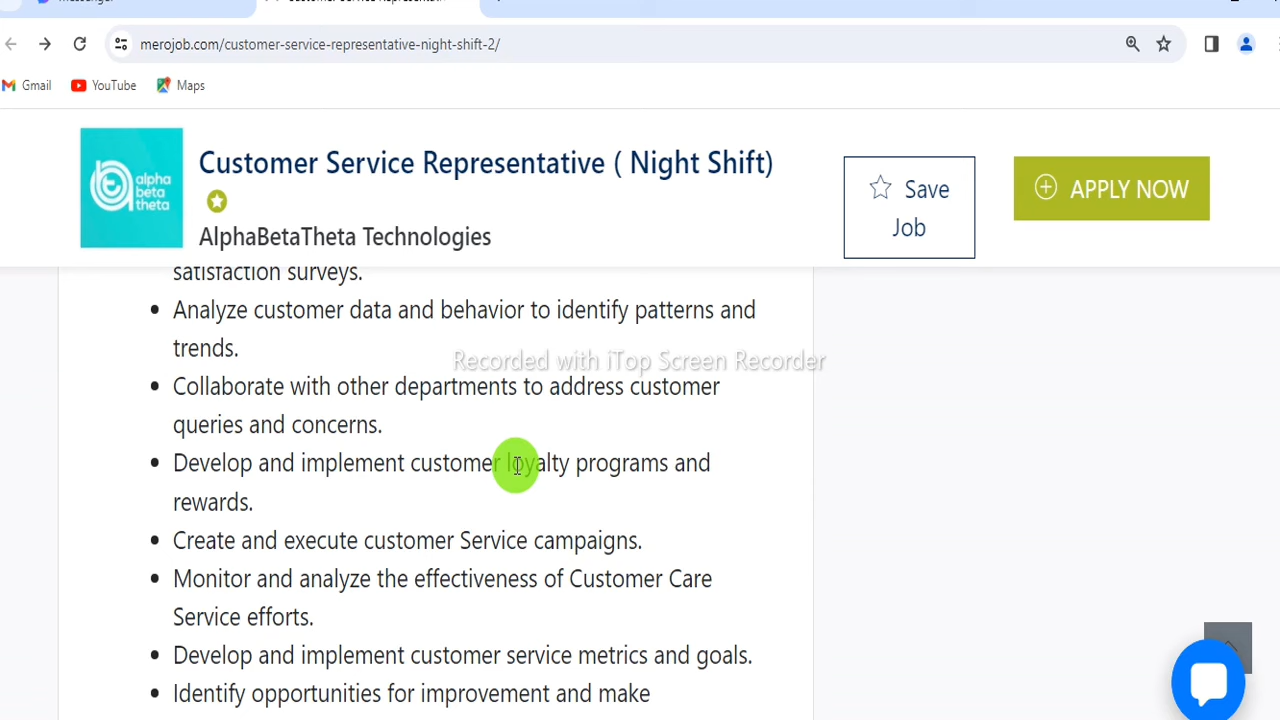 merojob.com/customer-service-representative-night-shift-2/
Gmail YouTube Maps
alpha
beta
theta
Customer Service Representative ( Night Shift)
AlphaBetaTheta Technologies
Save
Job
APPLY NOW
satisfaction surveys.
Analyze customer data and behavior to identify patterns and
trends.
Recorded with iTop Screen Recorder
Collaborate with other departments to address customer
queries and concerns.
Develop and implement customer loyalty programs and
rewards.
Create and execute customer Service campaigns.
Monitor and analyze the effectiveness of Customer Care
Service efforts.
Develop and implement customer service metrics and goals.
Identify opportunities for improvement and make